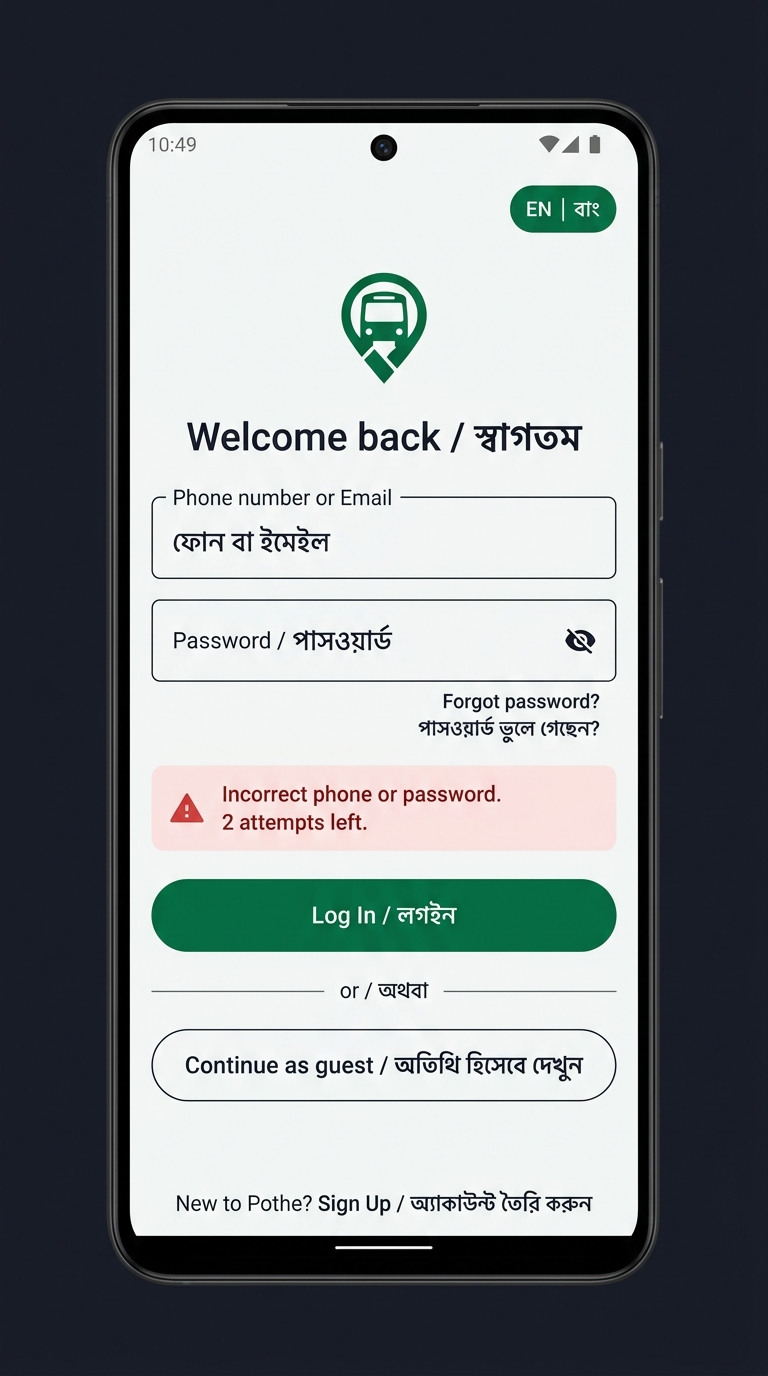 10:49
EN | বাং
Welcome back / স্বাগতম
Phone number or Email
ফোন বা ইমেইল
Password / পাসওয়ার্ড
Forgot password?
পাসওয়ার্ড ভুলে গেছেন?
Incorrect phone or password.
2 attempts left.
Log In / লগইন
or / অথবা
Continue as guest / অতিথি হিসেবে দেখুন
New to Pothe? Sign Up / অ্যাকাউন্ট তৈরি করুন